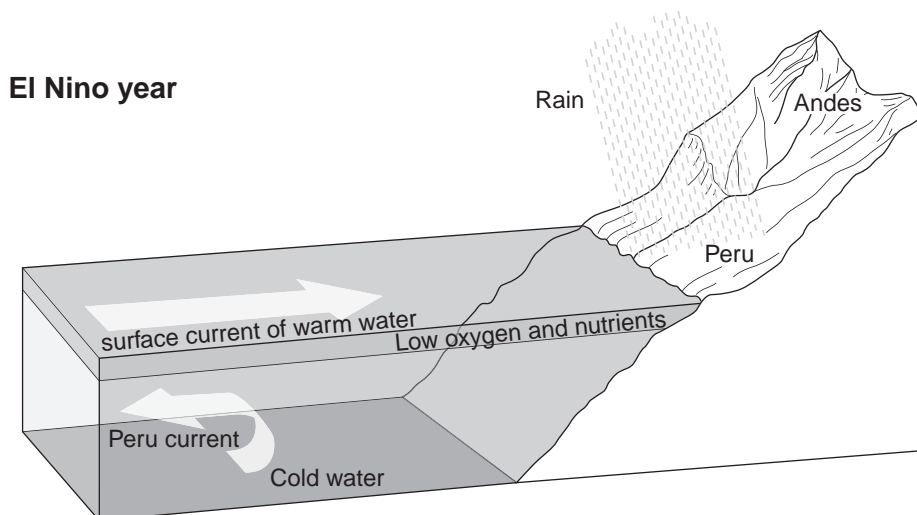 El Nino year
Rain
Andes
Peru
surface current of warm water
Low oxygen and nutrients
Peru current
Cold water